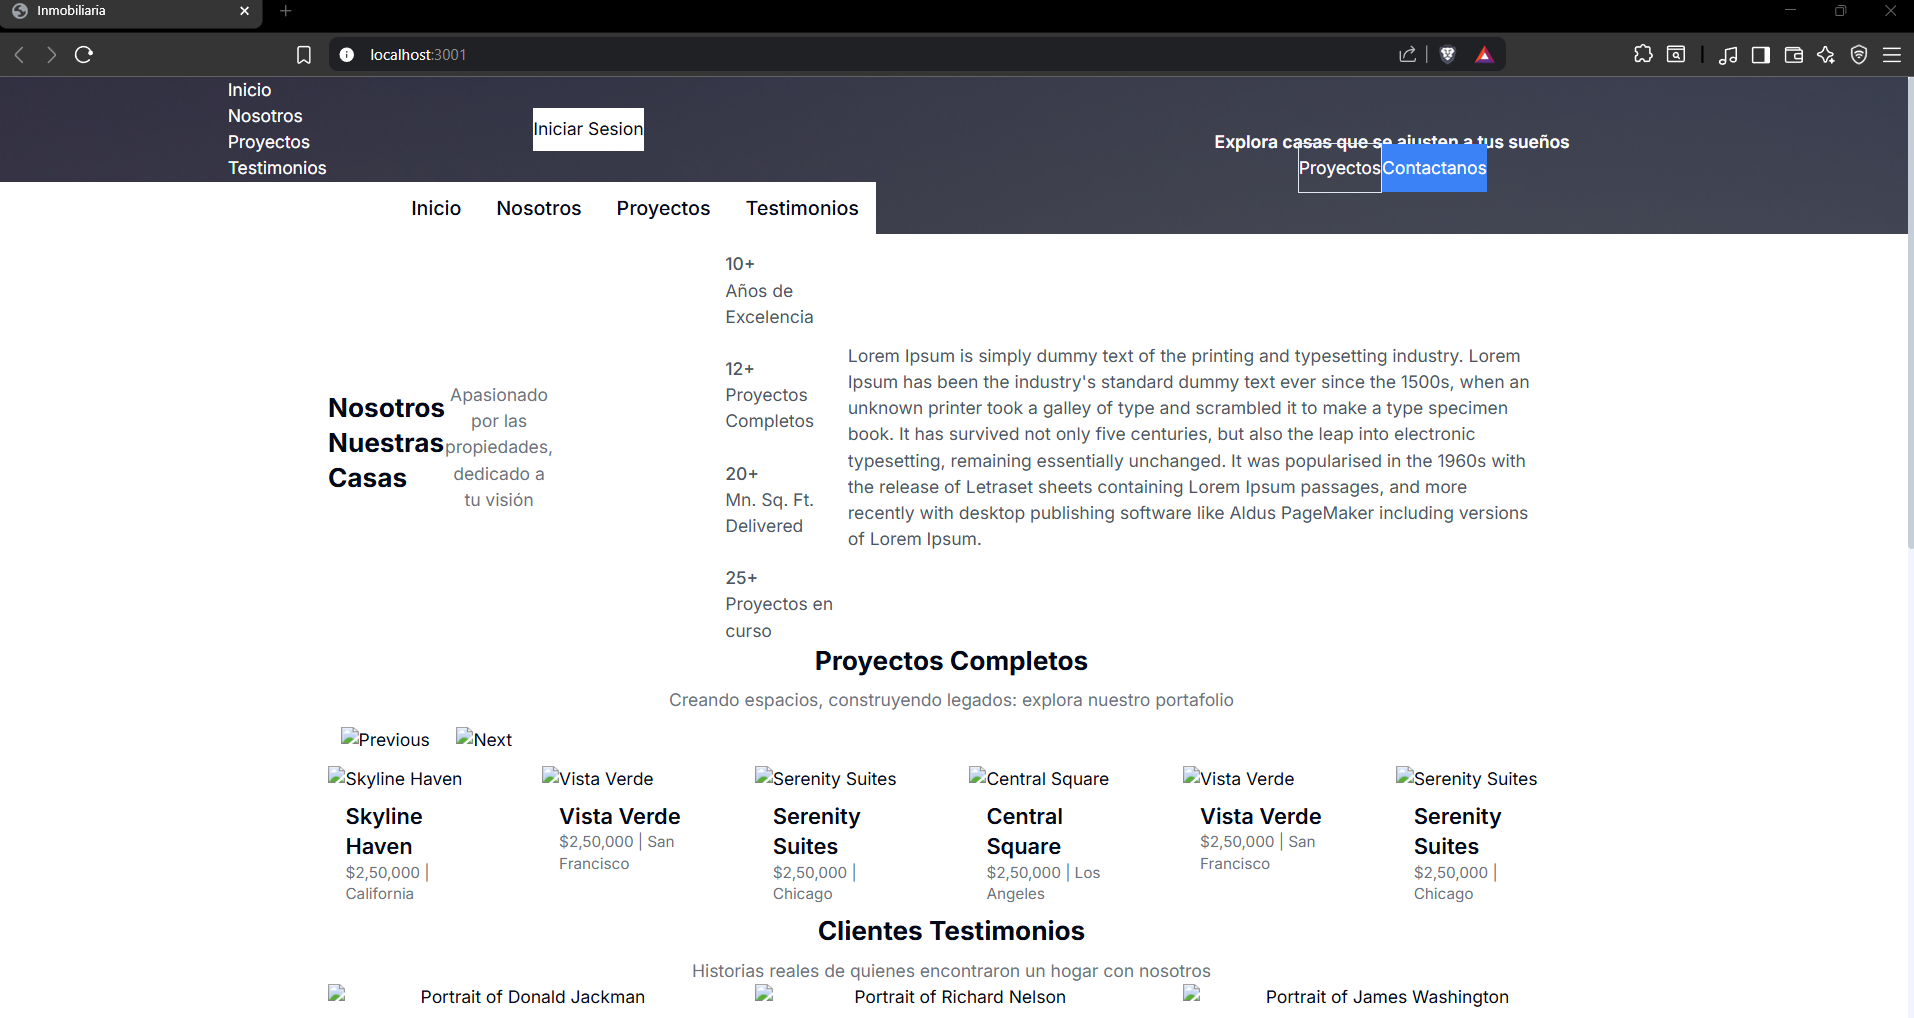 Inmobiliaria
localhost:3001
Inicio
Nosotros
Proyectos
Testimonios
Iniciar Sesion
Explora casas que se ajusten a tus sueños
Proyectos
Contactanos
Inicio
Nosotros
Proyectos
Testimonios
Nosotros
Nuestras
Casas
Apasionado
por las
propiedades,
dedicado a
tu visión
10+
Años de
Excelencia
12+
Proyectos
Completos
20+
Mn. Sq. Ft.
Delivered
25+
Proyectos en
curso
Lorem Ipsum is simply dummy text of the printing and typesetting industry. Lorem
Ipsum has been the industry's standard dummy text ever since the 1500s, when an
unknown printer took a galley of type and scrambled it to make a type specimen
book. It has survived not only five centuries, but also the leap into electronic
typesetting, remaining essentially unchanged. It was popularised in the 1960s with
the release of Letraset sheets containing Lorem Ipsum passages, and more
recently with desktop publishing software like Aldus PageMaker including versions
of Lorem Ipsum.
Proyectos Completos
Creando espacios, construyendo legados: explora nuestro portafolio
Previous
Next
Skyline Haven
Skyline
Haven
$2,50,000 |
California
Vista Verde
Vista Verde
$2,50,000 | San
Francisco
Serenity Suites
Serenity
Suites
$2,50,000 |
Chicago
Central Square
Central
Square
$2,50,000 | Los
Angeles
Vista Verde
Vista Verde
$2,50,000 | San
Francisco
Serenity Suites
Serenity
Suites
$2,50,000 |
Chicago
Clientes Testimonios
Historias reales de quienes encontraron un hogar con nosotros
Portrait of Donald Jackman
Portrait of Richard Nelson
Portrait of James Washington